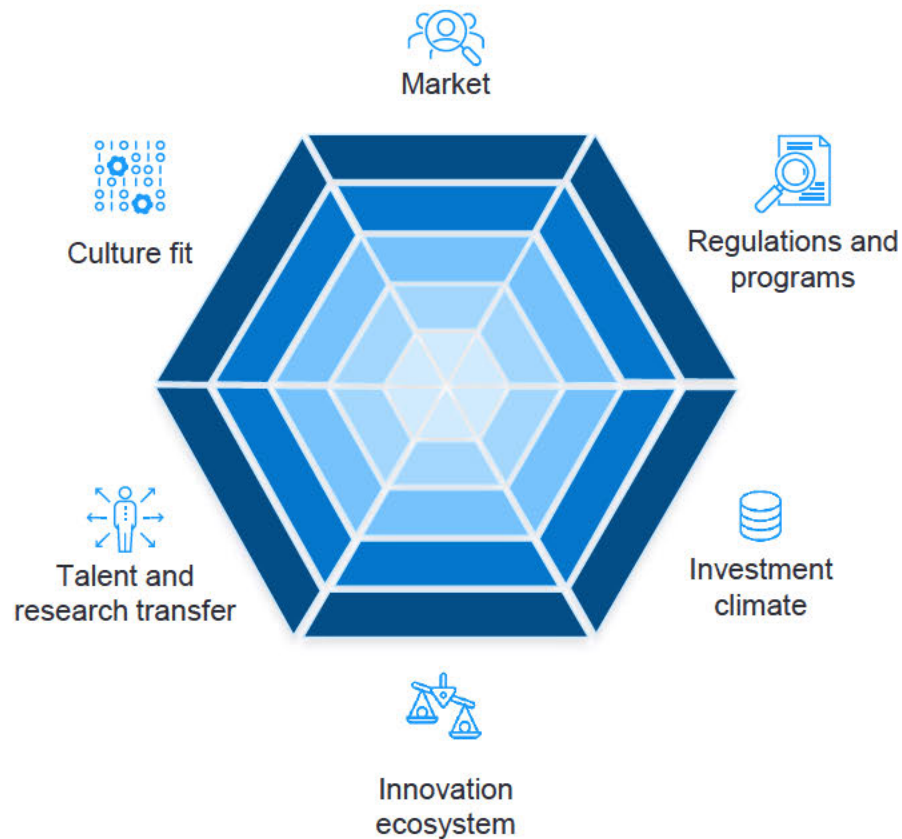 Market
Culture fit
Regulations and
programs
Talent and
research transfer
Investment
climate
Innovation
ecosystem